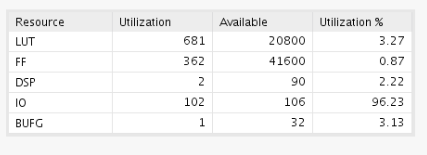 Resource Utilization Available Utilization %
LUT 681 20800 3.27
FF 362 41600 0.87
DSP 2 90 2.22
IO 102 106 96.23
BUFG 1 32 3.13